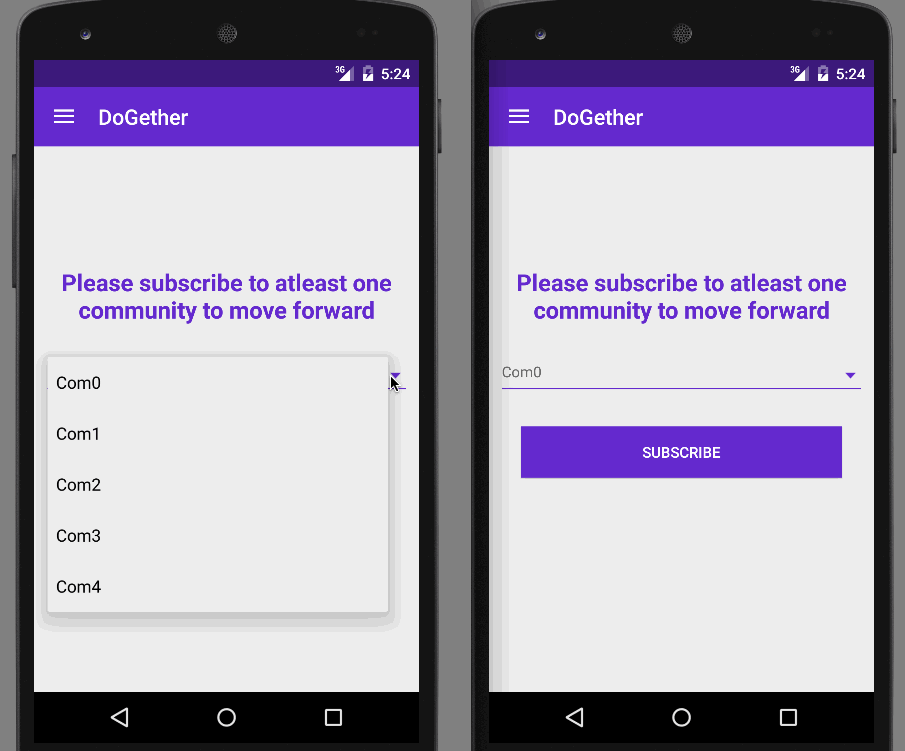 3G 5:24
DoGether
Please subscribe to atleast one
community to move forward
Com0
Com1
Com2
Com3
Com4
3G 5:24
DoGether
Please subscribe to atleast one
community to move forward
Com0
SUBSCRIBE